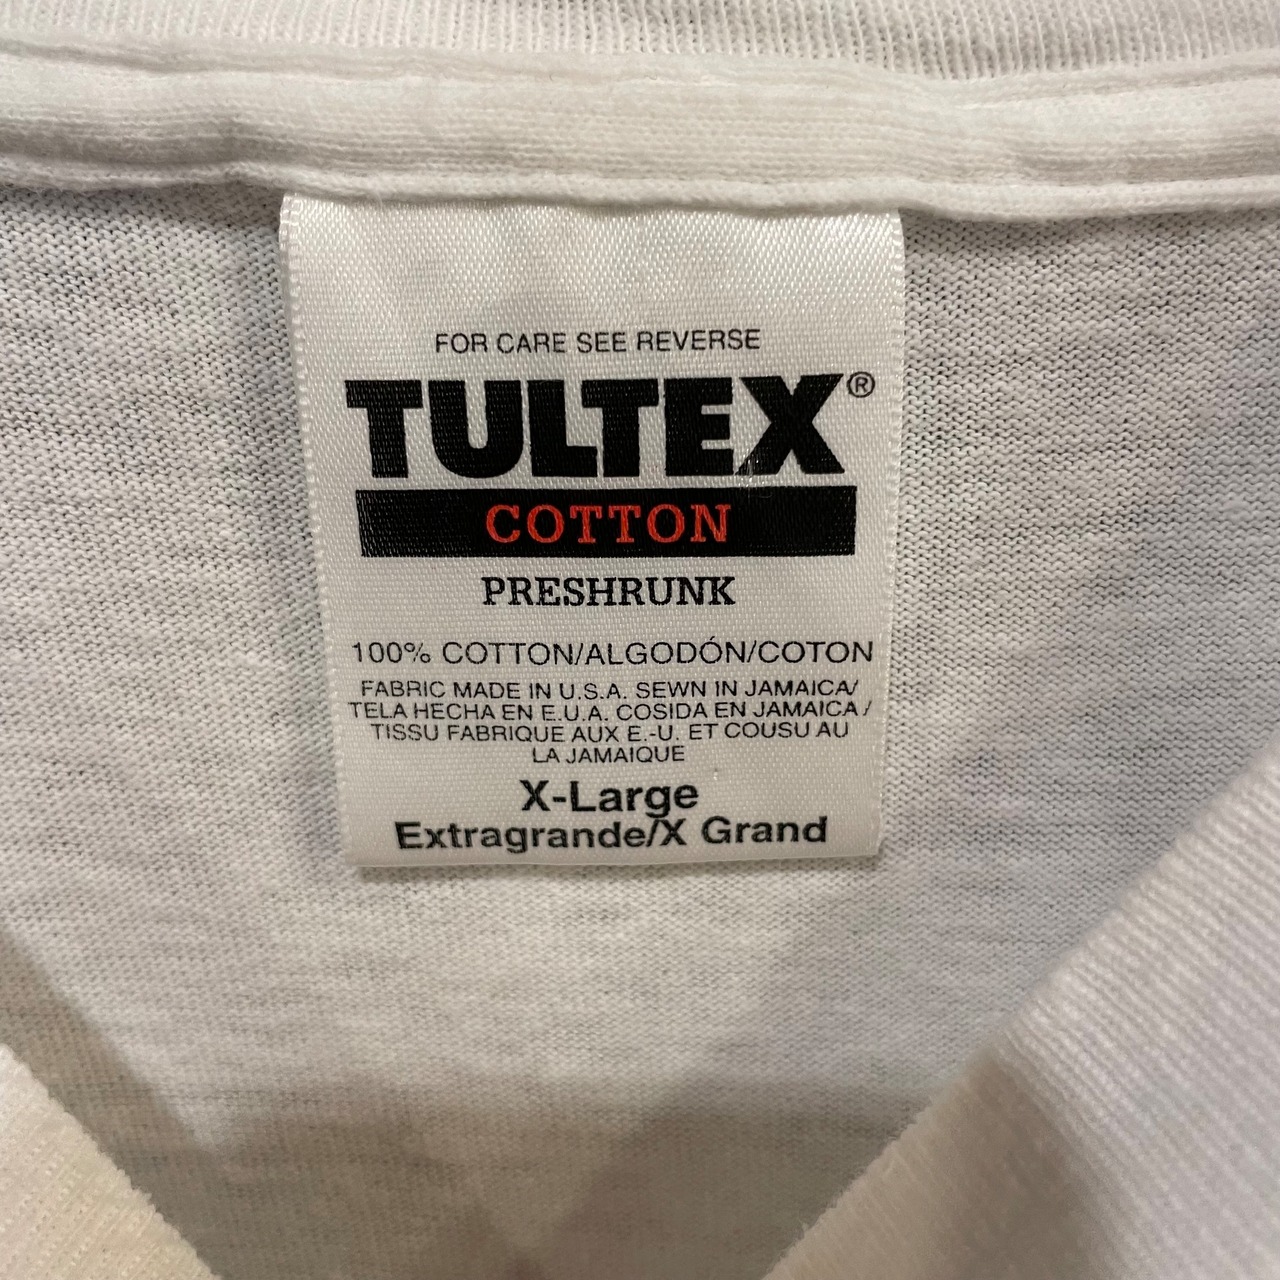 FOR CARE SEE REVERSE
TULTEX®
COTTON
PRESHRUNK
100% COTTON/ALGODÓN/COTON
FABRIC MADE IN U.S.A. SEWN IN JAMAICA/
TELA HECHA EN E.U.A. COSIDA EN JAMAICA /
TISSU FABRIQUE AUX E.-U. ET COUSU AU
LA JAMAIQUE
X-Large
Extragrande/X Grand